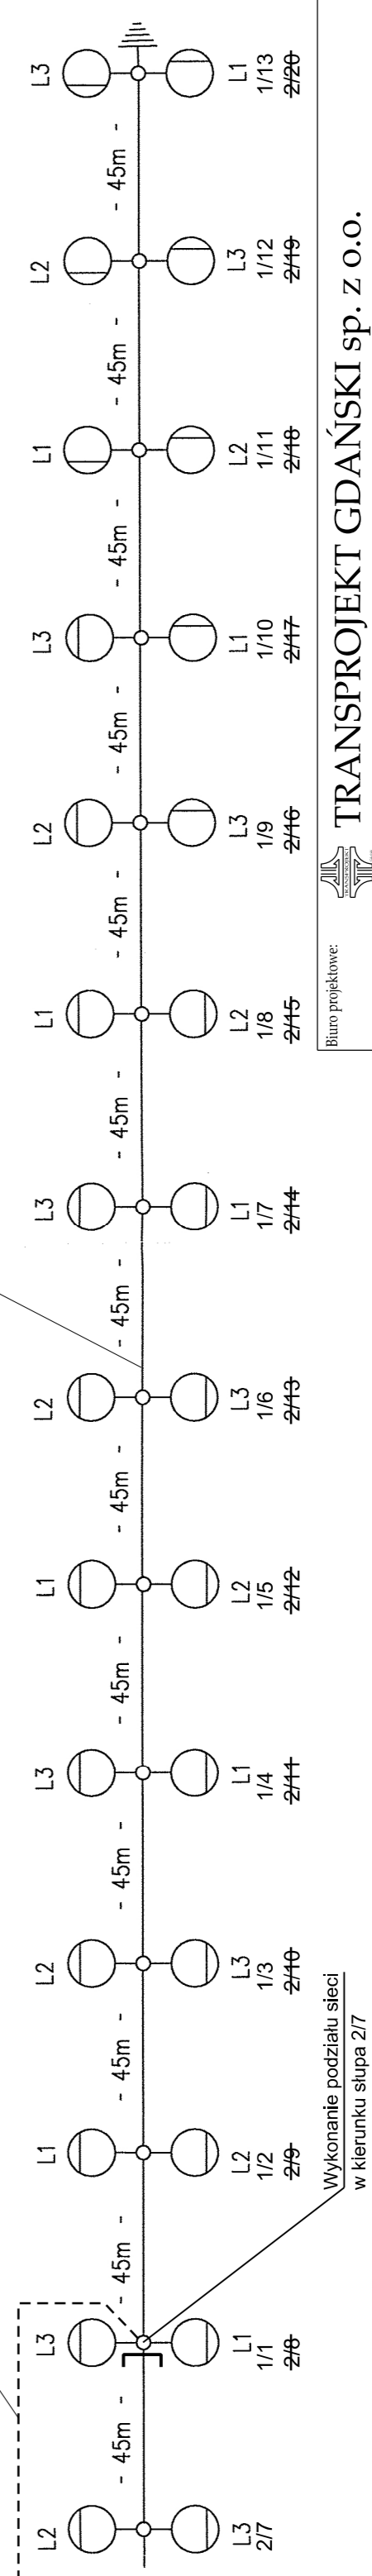 L2
L3
L1
L2
L3
L1
L2
L3
L1
L2
L3
L1
L2
L3
- 45m -
- 45m -
- 45m -
- 45m -
- 45m -
- 45m -
- 45m -
- 45m -
- 45m -
- 45m -
- 45m -
- 45m -
- 45m -
L3
2/7
L1
1/1
2/8
L2
1/2
2/9
L3
1/3
2/10
L1
1/4
2/11
L2
1/5
2/12
L3
1/6
2/13
L1
1/7
2/14
L2
1/8
2/15
L3
1/9
2/16
L1
1/10
2/17
L2
1/11
2/18
L3
1/12
2/19
L1
1/13
2/20
Wykonanie podziału sieci
w kierunku słupa 2/7
Biuro projektowe:
TRANSPROJEKT
TRANSPROJEKT GDAŃSKI sp. z o.o.